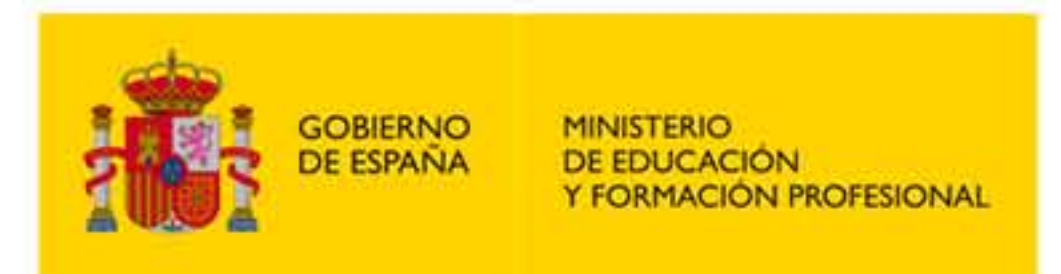 GOBIERNO
DE ESPAÑA
MINISTERIO
DE EDUCACIÓN
Y FORMACIÓN PROFESIONAL